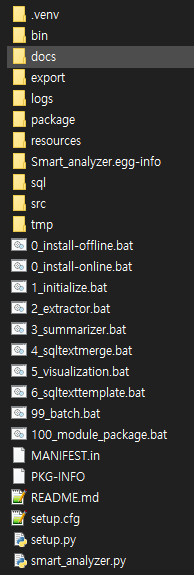 .venv
bin
docs
export
logs
package
resources
Smart_analyzer.egg-info
sql
src
tmp
0_install-offline.bat
0_install-online.bat
1_initialize.bat
2_extractor.bat
3_summarizer.bat
4_sqltextmerge.bat
5_visualization.bat
6_sqltexttemplate.bat
99_batch.bat
100_module_package.bat
MANIFEST.in
PKG-INFO
README.md
setup.cfg
setup.py
smart_analyzer.py